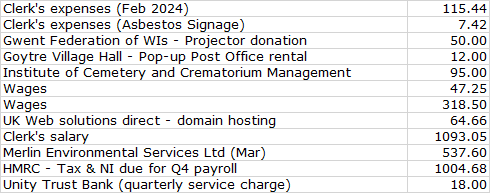 Clerk's expenses (Feb 2024) 115.44
Clerk's expenses (Asbestos Signage) 7.42
Gwent Federation of WIs - Projector donation 50.00
Goytre Village Hall - Pop-up Post Office rental 12.00
Institute of Cemetery and Crematorium Management 95.00
Wages 47.25
Wages 318.50
UK Web solutions direct - domain hosting 64.66
Clerk's salary 1093.05
Merlin Environmental Services Ltd (Mar) 537.60
HMRC - Tax & NI due for Q4 payroll 1004.68
Unity Trust Bank (quarterly service charge) 18.00